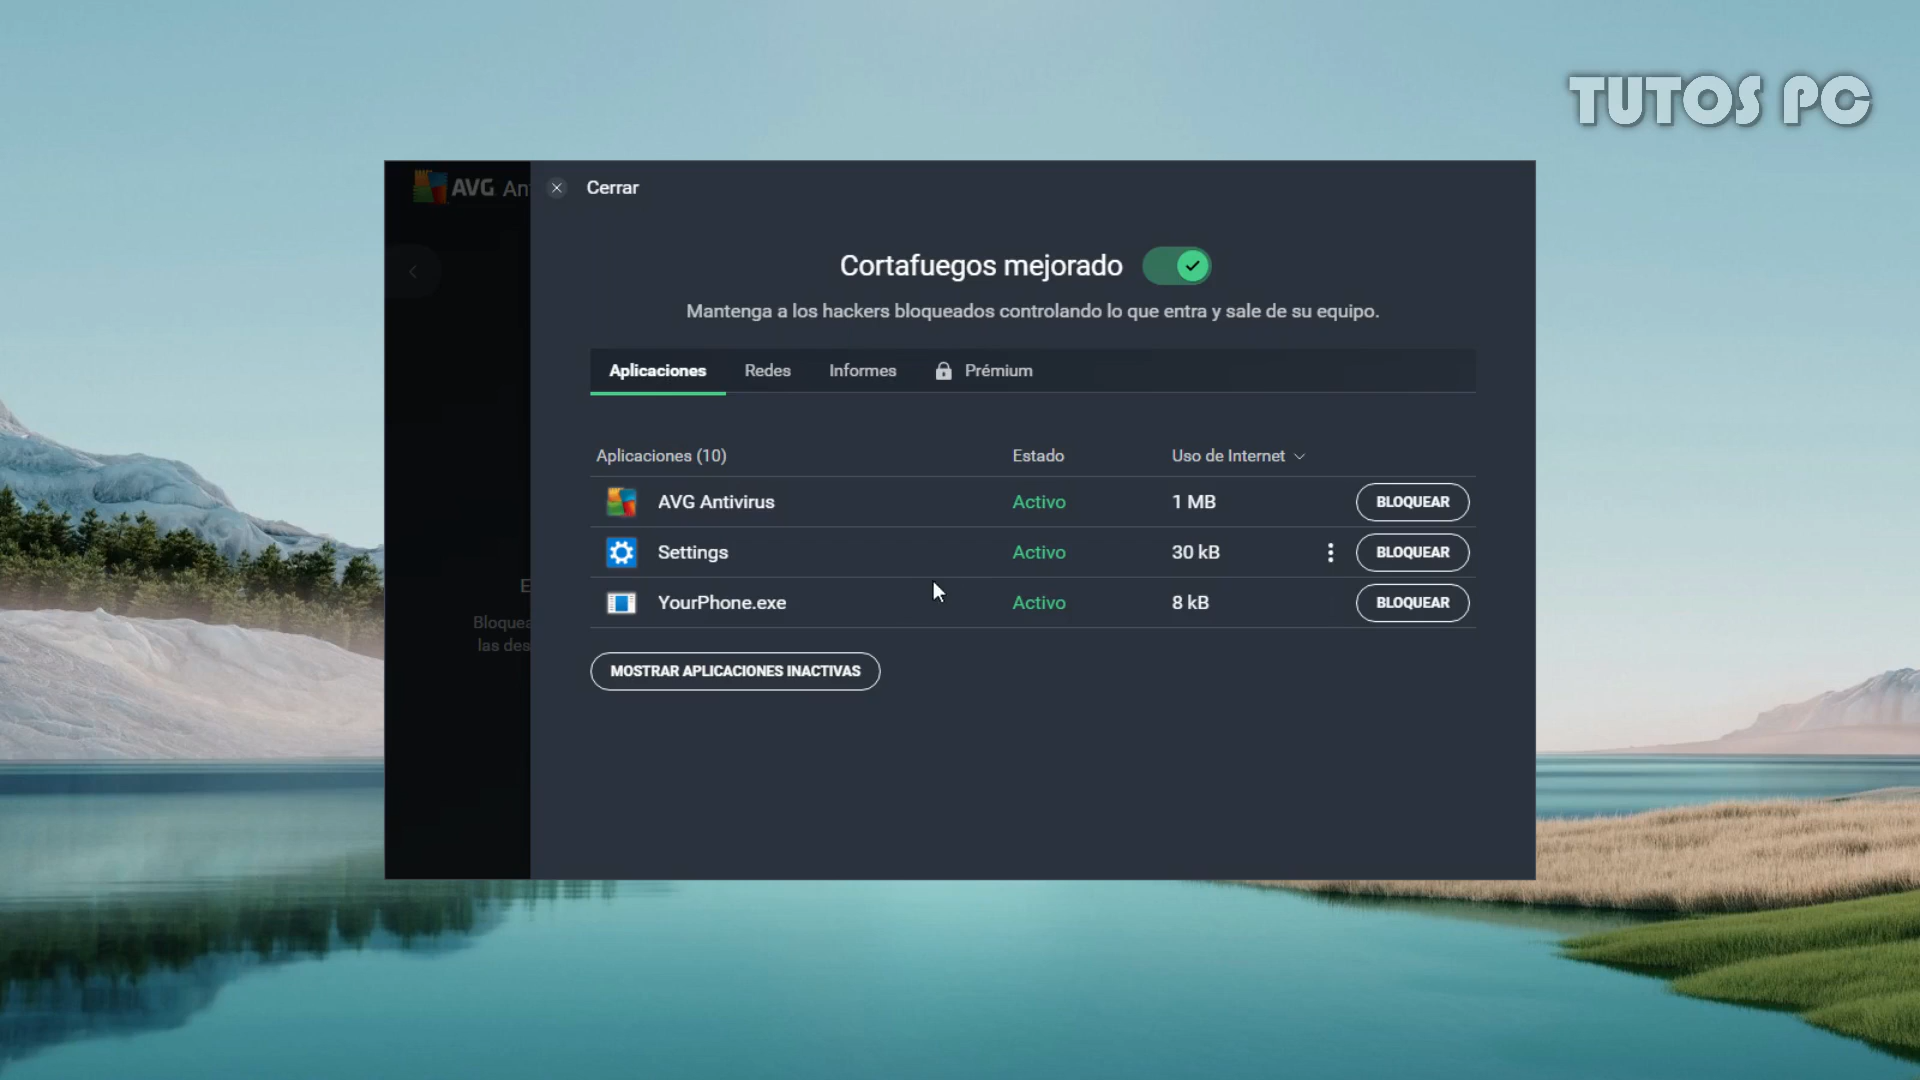 TUTOS PC
AVG An
Cerrar
Cortafuegos mejorado
Mantenga a los hackers bloqueados controlando lo que entra y sale de su equipo.
Aplicaciones Redes Informes Prémium
Aplicaciones (10) Estado Uso de Internet
AVG Antivirus Activo 1 MB BLOQUEAR
Settings Activo 30 kB BLOQUEAR
YourPhone.exe Activo 8 kB BLOQUEAR
E
Bloquea
las des
MOSTRAR APLICACIONES INACTIVAS